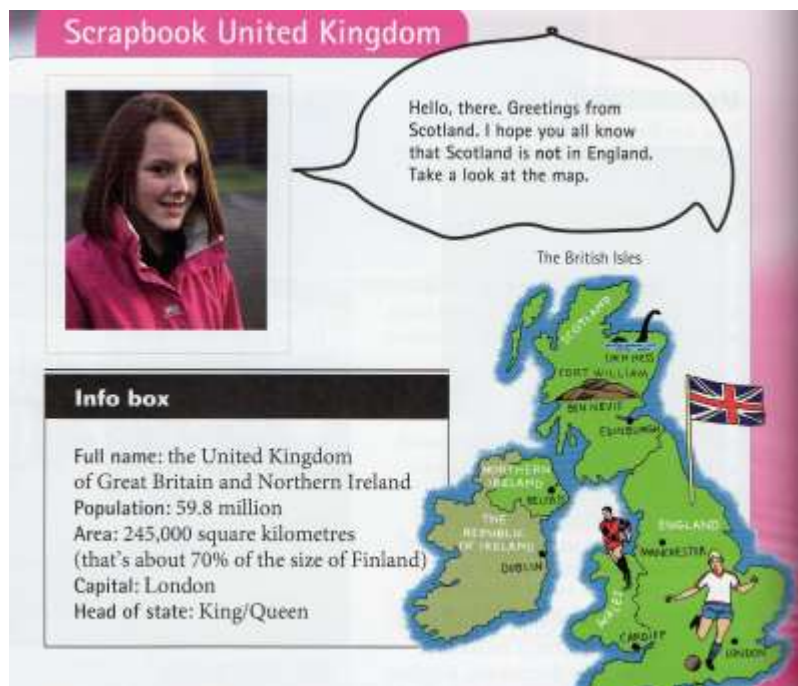 Scrapbook United Kingdom
Hello, there. Greetings from
Scotland. I hope you all know
that Scotland is not in England.
Take a look at the map.
The British Isles
SCOTLAND
LOCH NESS
FORT WILLIAM
BEN NEVIS
EDINBURGH
NORTHERN
IRELAND
BELFAST
THE
REPUBLIC
OF IRELAND
DUBLIN
ENGLAND
MANCHESTER
WALES
CARDIFF
LONDON
Info box
Full name: the United Kingdom
of Great Britain and Northern Ireland
Population: 59.8 million
Area: 245,000 square kilometres
(that's about 70% of the size of Finland)
Capital: London
Head of state: King/Queen